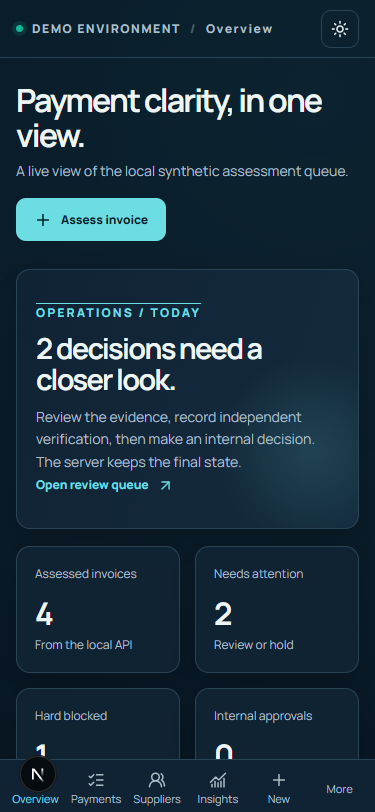 DEMO ENVIRONMENT / Overview
Payment clarity, in one
view.
A live view of the local synthetic assessment queue.
+ Assess invoice
OPERATIONS / TODAY
2 decisions need a
closer look.
Review the evidence, record independent
verification, then make an internal decision.
The server keeps the final state.
Open review queue
Assessed invoices
4
From the local API
Needs attention
2
Review or hold
Hard blocked
1
Internal approvals
0
N
Overview
Payments
Suppliers
Insights
New
More